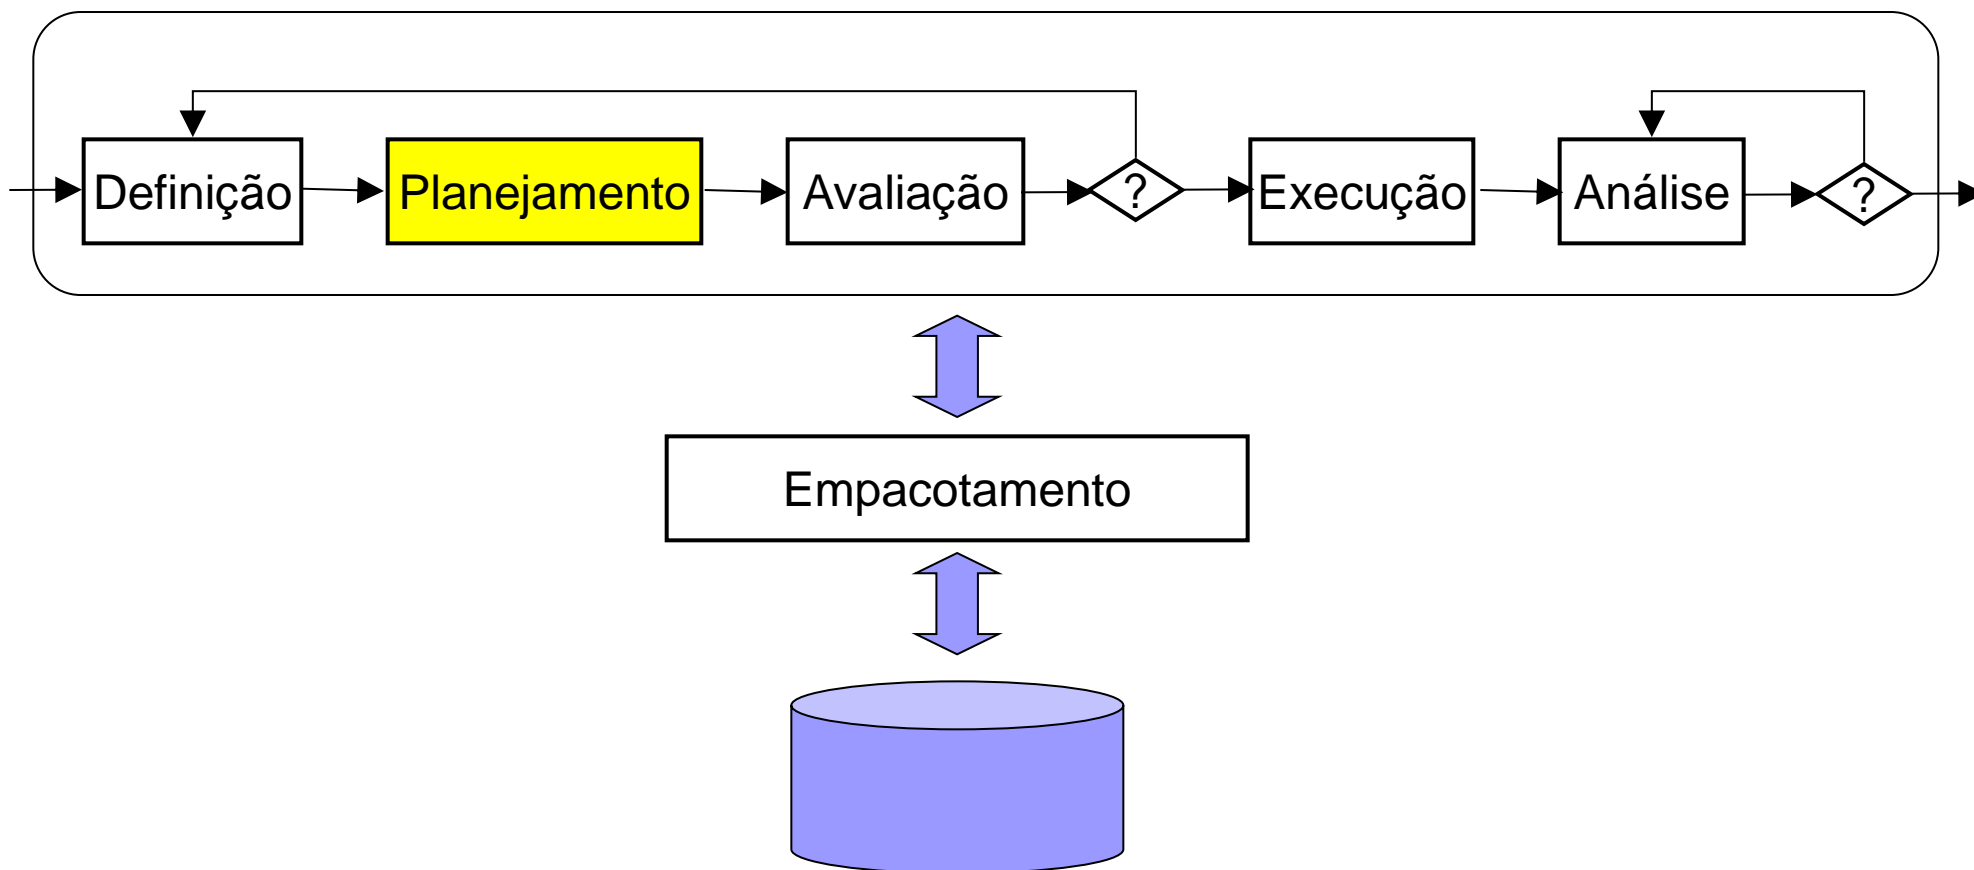 Definição
Planejamento
Avaliação
?
Execução
Análise
?
Empacotamento